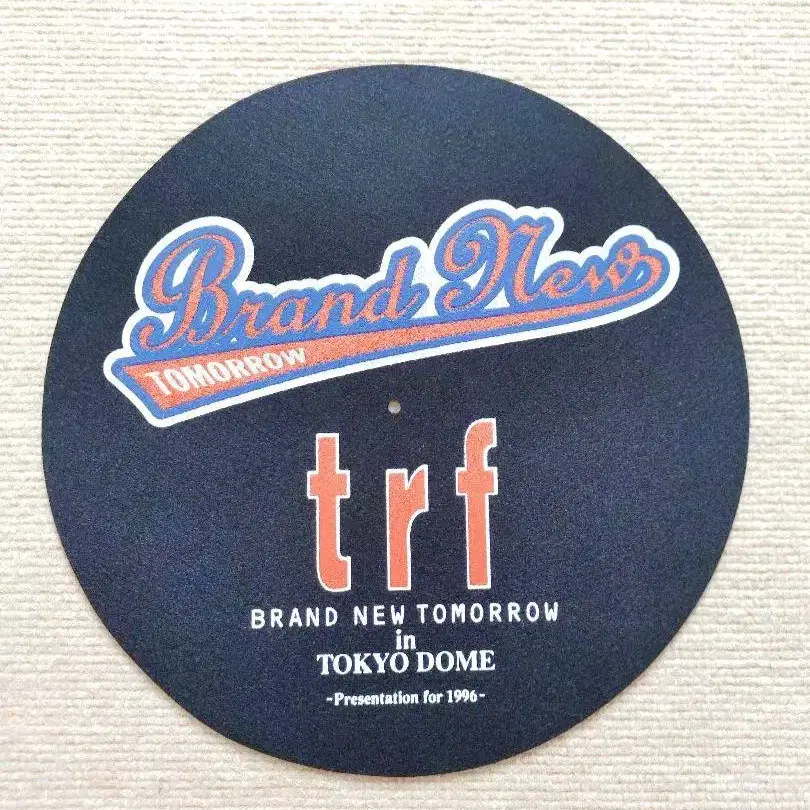 Brand New
TOMORROW
trf
BRAND NEW TOMORROW
in
TOKYO DOME
-Presentation for 1996-